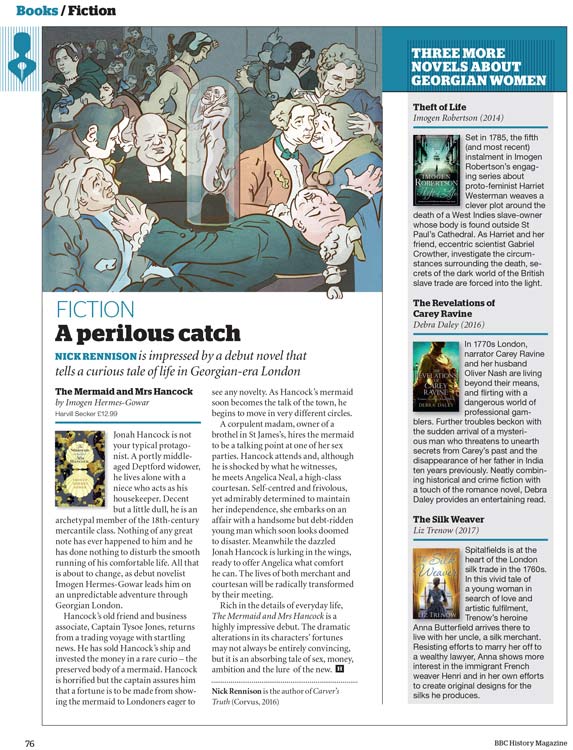 Books / Fiction
FICTION
A perilous catch
NICK RENNISON is impressed by a debut novel that
tells a curious tale of life in Georgian-era London
The Mermaid and Mrs Hancock
by Imogen Hermes-Gowar
Harvill Secker £12.99
Jonah Hancock is not
your typical protago-
nist. A portly middle-
aged Deptford widower,
he lives alone with a
niece who acts as his
housekeeper. Decent
but a little dull, he is an
archetypal member of the 18th-century
mercantile class. Nothing of any great
note has ever happened to him and he
has done nothing to disturb the smooth
running of his comfortable life. All that
is about to change, as debut novelist
Imogen Hermes-Gowar leads him on
an unpredictable adventure through
Georgian London.
Hancock's old friend and business
associate, Captain Tysoe Jones, returns
from a trading voyage with startling
news. He has sold Hancock's ship and
invested the money in a rare curio – the
preserved body of a mermaid. Hancock
is horrified but the captain assures him
that a fortune is to be made from show-
ing the mermaid to Londoners eager to
see any novelty. As Hancock's mermaid
soon becomes the talk of the town, he
begins to move in very different circles.
A corpulent madam, owner of a
brothel in St James's, hires the mermaid
to be a talking point at one of her sex
parties. Hancock attends and, although
he is shocked by what he witnesses,
he meets Angelica Neal, a high-class
courtesan. Self-centred and frivolous,
yet admirably determined to maintain
her independence, she embarks on an
affair with a handsome but debt-ridden
young man which soon looks doomed
to disaster. Meanwhile the dazzled
Jonah Hancock is lurking in the wings,
ready to offer Angelica what comfort
he can. The lives of both merchant and
courtesan will be radically transformed
by their meeting.
Rich in the details of everyday life,
The Mermaid and Mrs Hancock is a
highly impressive debut. The dramatic
alterations in its characters' fortunes
may not always be entirely convincing,
but it is an absorbing tale of sex, money,
ambition and the lure of the new. H
Nick Rennison is the author of Carver's
Truth (Corvus, 2016)
THREE MORE
NOVELS ABOUT
GEORGIAN WOMEN
Theft of Life
Imogen Robertson (2014)
IMOGEN
ROBERTSON
Set in 1785, the fifth
(and most recent)
instalment in Imogen
Robertson's engag-
ing series about
proto-feminist Harriet
Westerman weaves a
clever plot around the
death of a West Indies slave-owner
whose body is found outside St
Paul's Cathedral. As Harriet and her
friend, eccentric scientist Gabriel
Crowther, investigate the circum-
stances surrounding the death, se-
crets of the dark world of the British
slave trade are forced into the light.
The Revelations of
Carey Ravine
Debra Daley (2016)
REVELATIONS
CAREY
RAVINE
DEBRA DALEY
In 1770s London,
narrator Carey Ravine
and her husband
Oliver Nash are living
beyond their means,
and flirting with a
dangerous world of
professional gam-
blers. Further troubles beckon with
the sudden arrival of a mysteri-
ous man who threatens to unearth
secrets from Carey's past and the
disappearance of her father in India
ten years previously. Neatly combin-
ing historical and crime fiction with
a touch of the romance novel, Debra
Daley provides an entertaining read.
The Silk Weaver
Liz Trenow (2017)
Silk
Weaver
LIZ TRENOW
Spitalfields is at the
heart of the London
silk trade in the 1760s.
In this vivid tale of
a young woman in
search of love and
artistic fulfilment,
Trenow's heroine
Anna Butterfield arrives there to
live with her uncle, a silk merchant.
Resisting efforts to marry her off to
a wealthy lawyer, Anna shows more
interest in the immigrant French
weaver Henri and in her own efforts
to create original designs for the
silks he produces.
76
BBC History Magazine